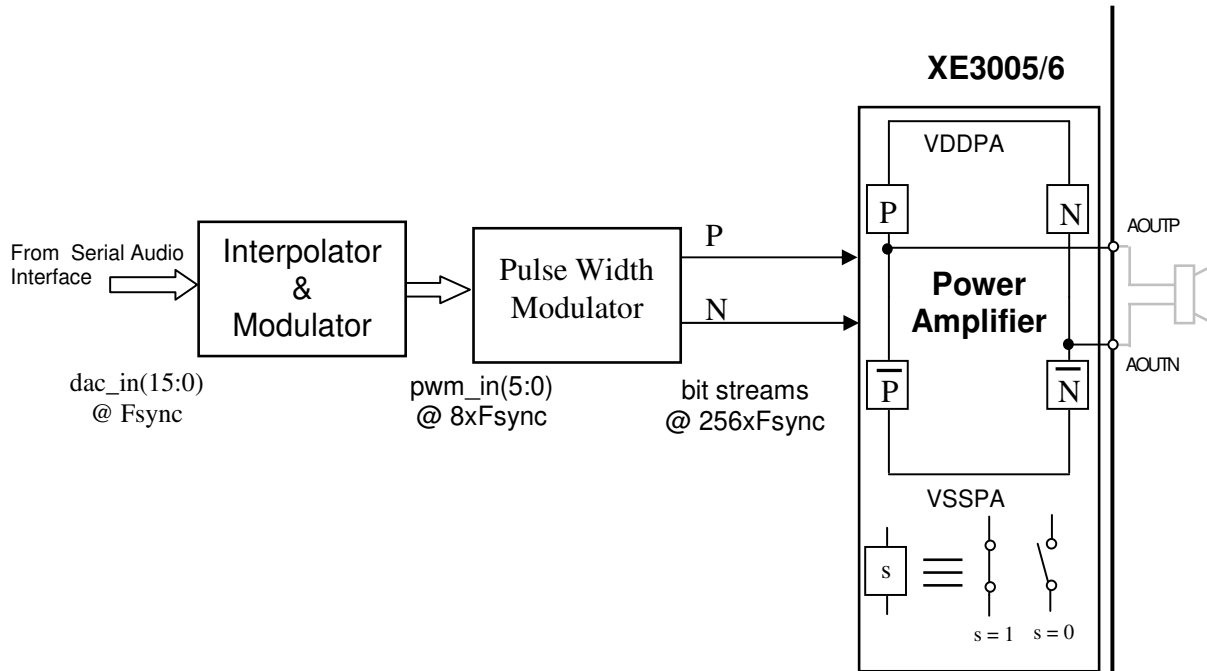 XE3005/6
VDDPA
P
N
AOUTP
From Serial Audio
Interface
Interpolator
&
Modulator
Pulse Width
Modulator
P
N
Power
Amplifier
AOUTN
P̅
N̅
dac_in(15:0)
@ Fsync
pwm_in(5:0)
@ 8xFsync
bit streams
@ 256xFsync
VSSPA
s
s = 1
s = 0